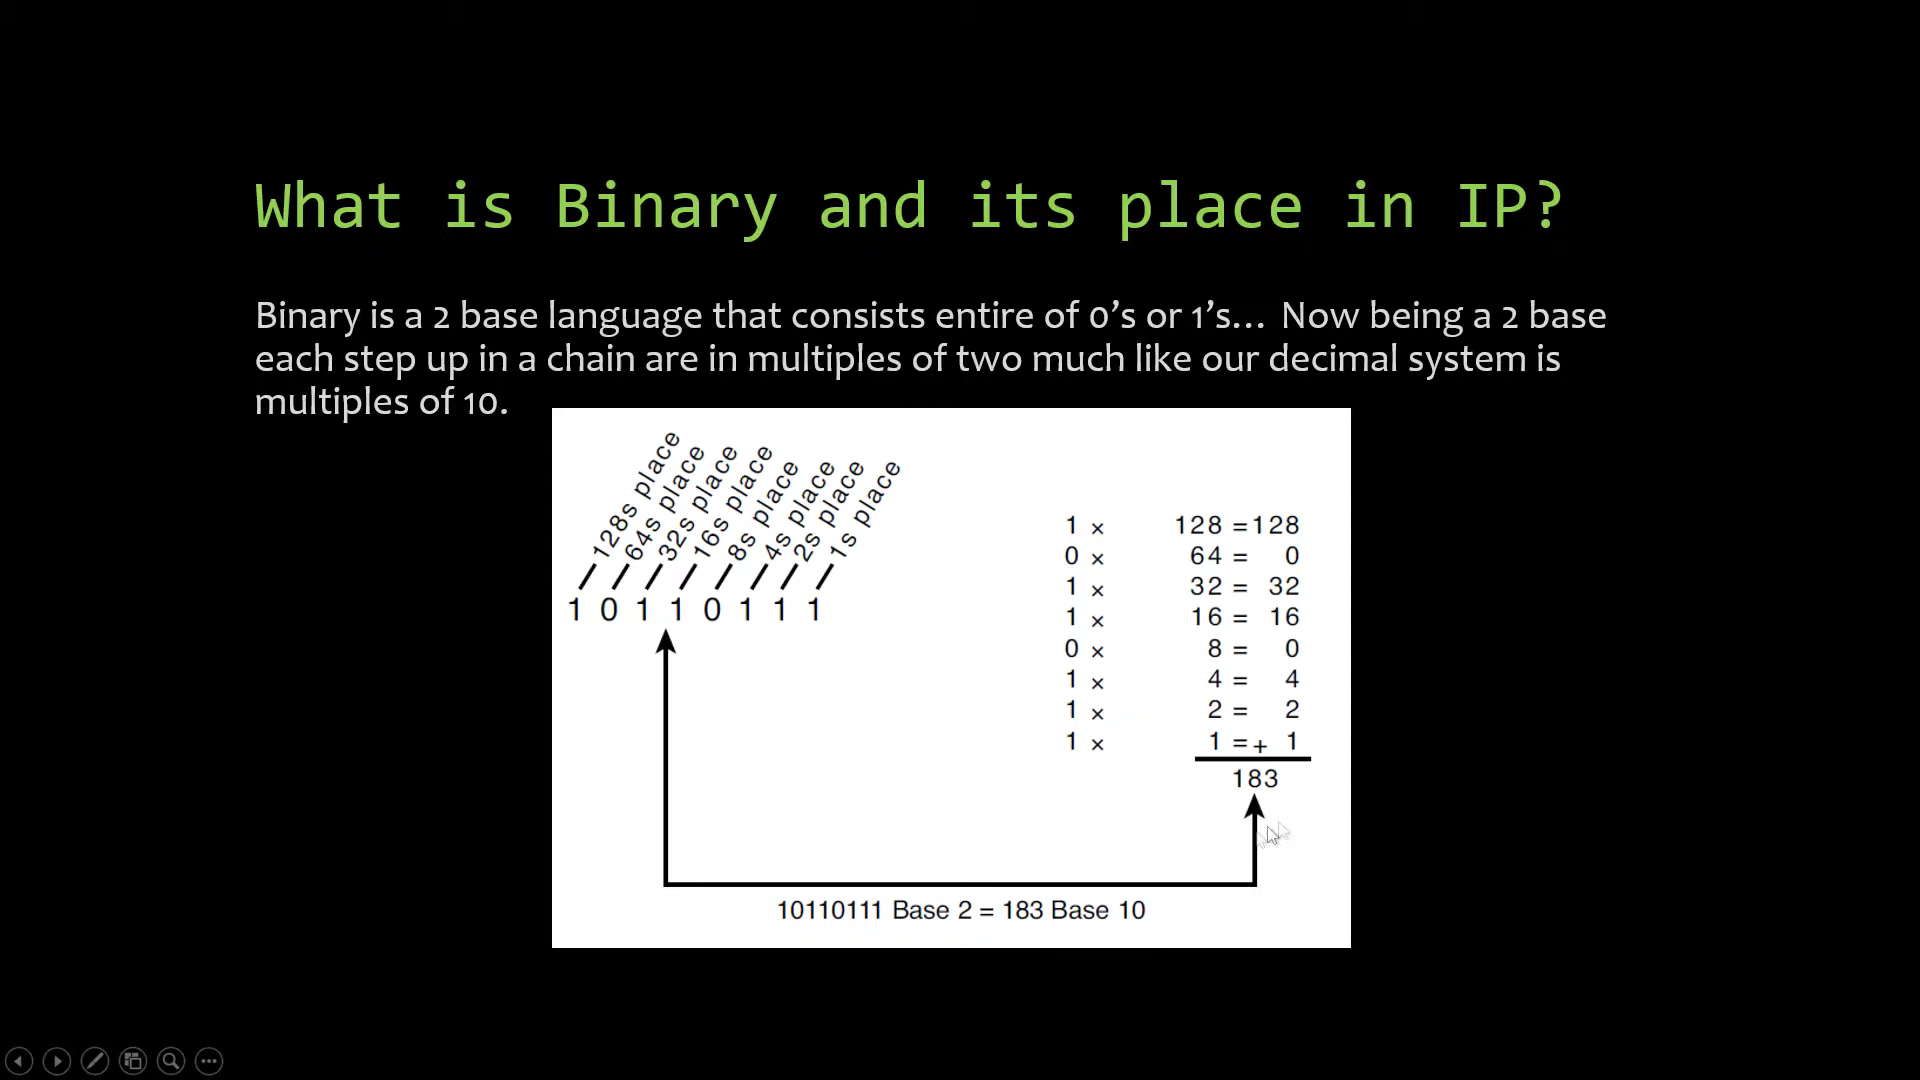 What is Binary and its place in IP?
Binary is a 2 base language that consists entire of 0’s or 1’s… Now being a 2 base
each step up in a chain are in multiples of two much like our decimal system is
multiples of 10.
128s place
64s place
32s place
16s place
8s place
4s place
2s place
1s place
1 0 1 1 0 1 1 1
1 × 128 =128
0 × 64 = 0
1 × 32 = 32
1 × 16 = 16
0 × 8 = 0
1 × 4 = 4
1 × 2 = 2
1 × 1 =+ 1
183
10110111 Base 2 = 183 Base 10